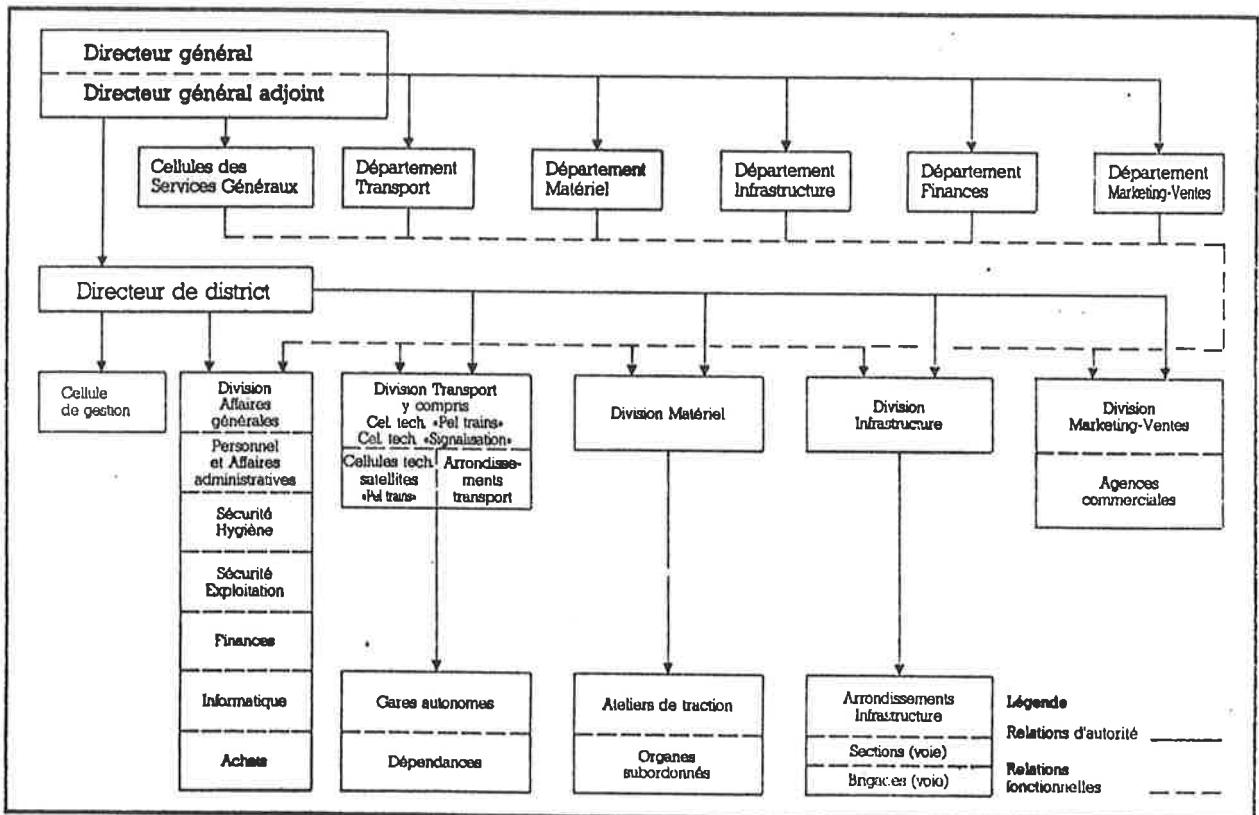 Directeur général
Directeur général adjoint
Cellules des
Services Généraux
Département
Transport
Département
Matériel
Département
Infrastructure
Département
Finances
Département
Marketing-Ventes
Directeur de district
Cellule
de gestion
Division
Affaires
générales
Personnel
et Affaires
administratives
Sécurité
Hygiène
Sécurité
Exploitation
Finances
Informatique
Achats
Division Transport
y compris
Cel. tech. «Pel trains»
Cel. tech. «Signalisation»
Cellules tech.
satellites
«Pel trains»
Arrondisse-
ments
transport
Gares autonomes
Dépendances
Division Matériel
Ateliers de traction
Organes
subordonnés
Division
Infrastructure
Arrondissements
Infrastructure
Sections (voie)
Brigades (voie)
Division
Marketing-Ventes
Agences
commerciales
Légende
Relations d'autorité
Relations
fonctionnelles